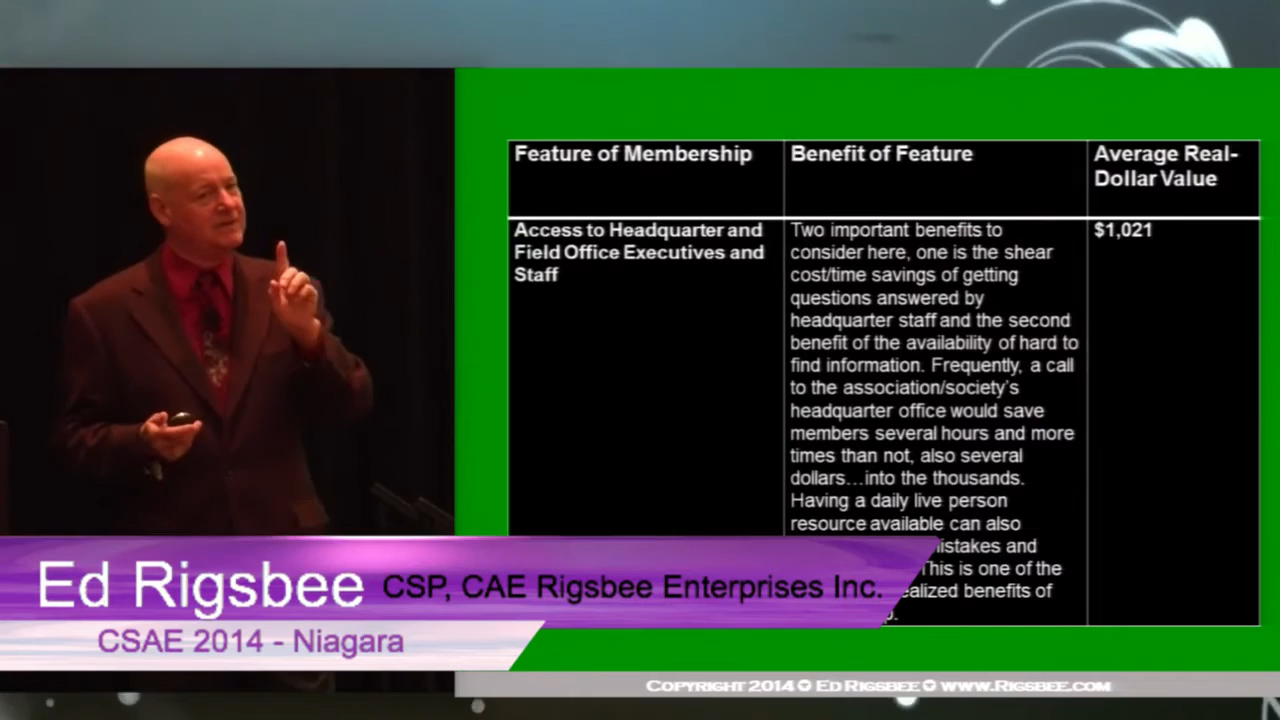 Feature of Membership
Benefit of Feature
Average Real-
Dollar Value
Access to Headquarter and
Field Office Executives and
Staff
Two important benefits to
consider here, one is the shear
cost/time savings of getting
questions answered by
headquarter staff and the second
benefit of the availability of hard to
find information. Frequently, a call
to the association/society's
headquarter office would save
members several hours and more
times than not, also several
dollars…into the thousands.
Having a daily live person
resource available can also
istakes and
This is one of the
ealized benefits of
p.
$1,021
Ed Rigsbee CSP, CAE Rigsbee Enterprises Inc.
CSAE 2014 - Niagara
COPYRIGHT 2014 ✪ ED RIGSBEE ✪ WWW.RIGSBEE.COM